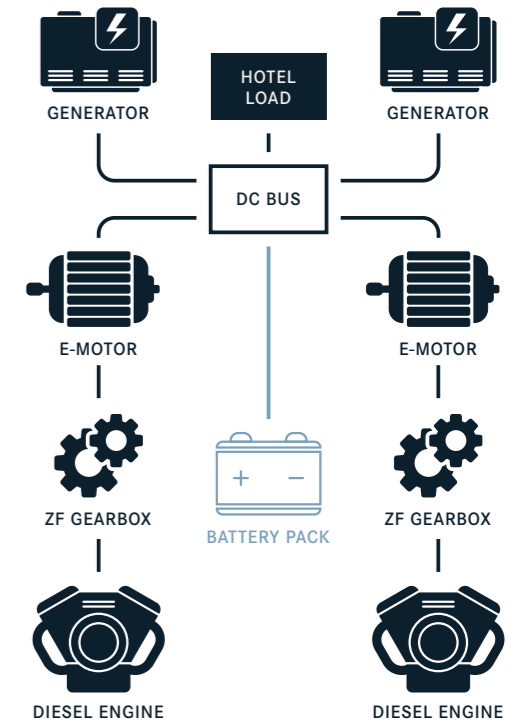 HOTEL
LOAD
GENERATOR
GENERATOR
DC BUS
E-MOTOR
E-MOTOR
+ −
ZF GEARBOX
ZF GEARBOX
BATTERY PACK
DIESEL ENGINE
DIESEL ENGINE